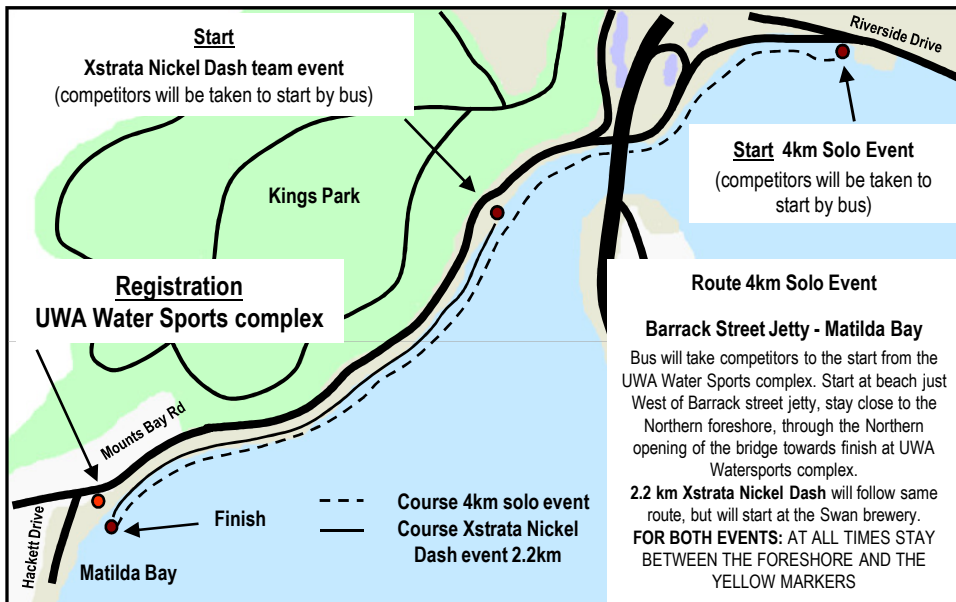 Start
Xstrata Nickel Dash team event
(competitors will be taken to start by bus)
Riverside Drive
Start 4km Solo Event
(competitors will be taken to
start by bus)
Kings Park
Registration
UWA Water Sports complex
Route 4km Solo Event
Barrack Street Jetty - Matilda Bay
Bus will take competitors to the start from the
UWA Water Sports complex. Start at beach just
West of Barrack street jetty, stay close to the
Northern foreshore, through the Northern
opening of the bridge towards finish at UWA
Watersports complex.
2.2 km Xstrata Nickel Dash will follow same
route, but will start at the Swan brewery.
FOR BOTH EVENTS: AT ALL TIMES STAY
BETWEEN THE FORESHORE AND THE
YELLOW MARKERS
Mounts Bay Rd
Hackett Drive
Finish
Matilda Bay
Course 4km solo event
Course Xstrata Nickel
Dash event 2.2km